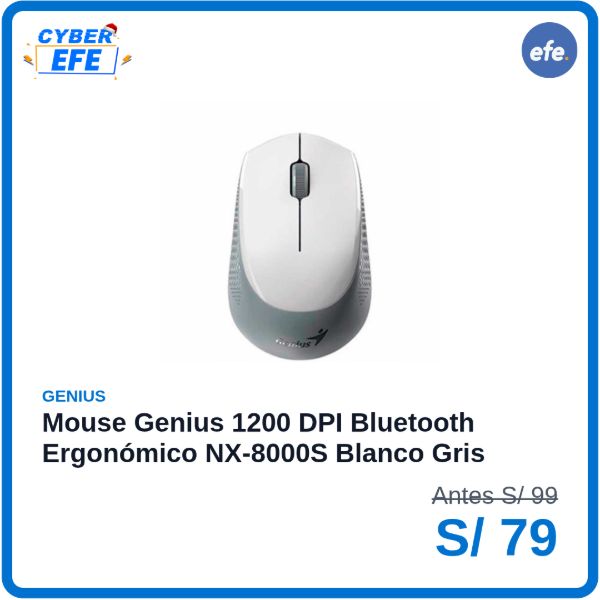 CYBER
EFE
efe.
Genius
GENIUS
Mouse Genius 1200 DPI Bluetooth
Ergonómico NX-8000S Blanco Gris
Antes S/ 99
S/ 79